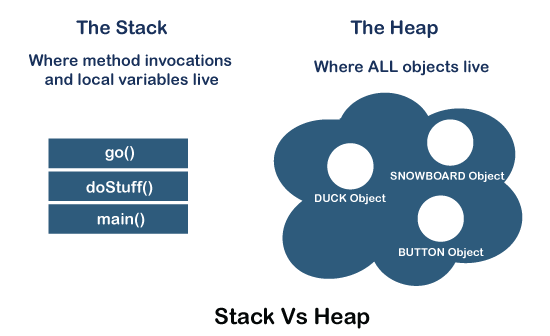 The Stack
Where method invocations
and local variables live
go()
doStuff()
main()
The Heap
Where ALL objects live
DUCK Object
SNOWBOARD Object
BUTTON Object
Stack Vs Heap